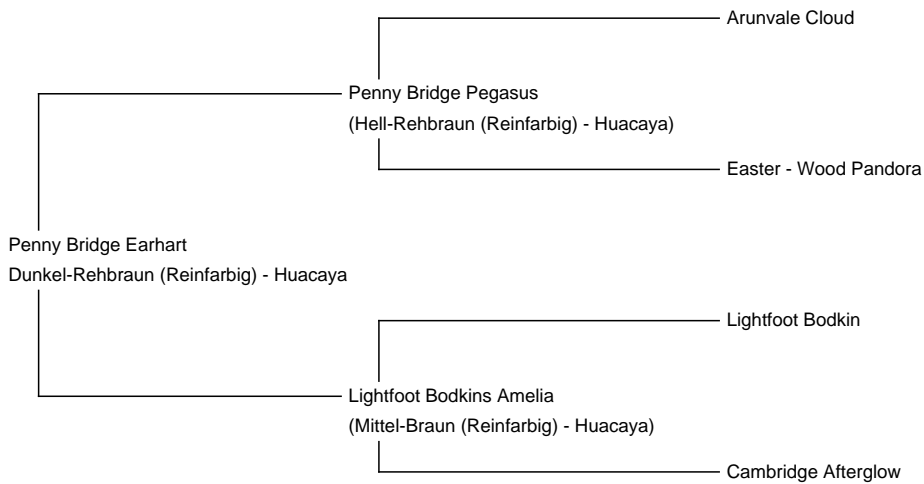 Arunvale Cloud
Penny Bridge Pegasus
(Hell-Rehbraun (Reinfarbig) - Huacaya)
Easter - Wood Pandora
Penny Bridge Earhart
Dunkel-Rehbraun (Reinfarbig) - Huacaya
Lightfoot Bodkin
Lightfoot Bodkins Amelia
(Mittel-Braun (Reinfarbig) - Huacaya)
Cambridge Afterglow